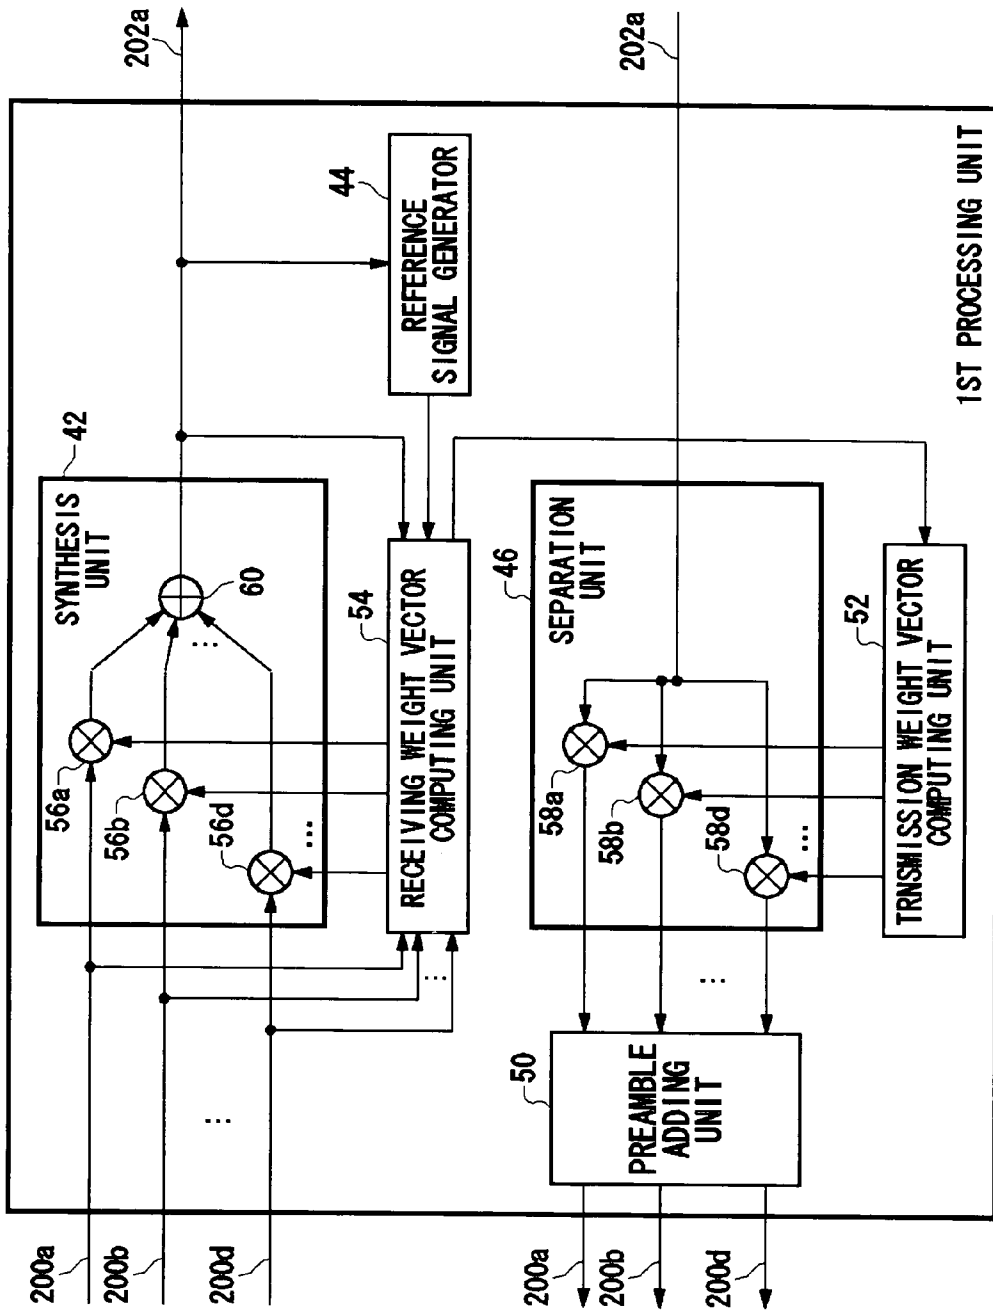 200a
200b
200d
...
56a
56b
56d
...
...
SYNTHESIS
UNIT
42
60
202a
...
54
RECEIVING WEIGHT VECTOR
COMPUTING UNIT
44
REFERENCE
SIGNAL GENERATOR
200a
200b
200d
50
PREAMBLE
ADDING
UNIT
...
58a
58b
58d
...
46
SEPARATION
UNIT
202a
52
TRNSMISSION WEIGHT VECTOR
COMPUTING UNIT
1ST PROCESSING UNIT